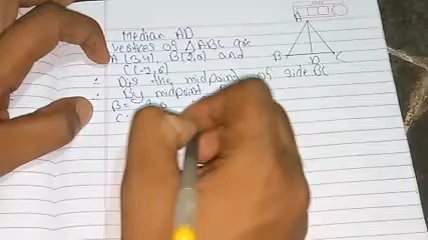 Median AD
vertices of △ABC are
A (3,4), B(2,0) and
C(-2,6)
∴ D is the midpoint of side BC
∴ By midpoint
B=
C=
A
B
D
C